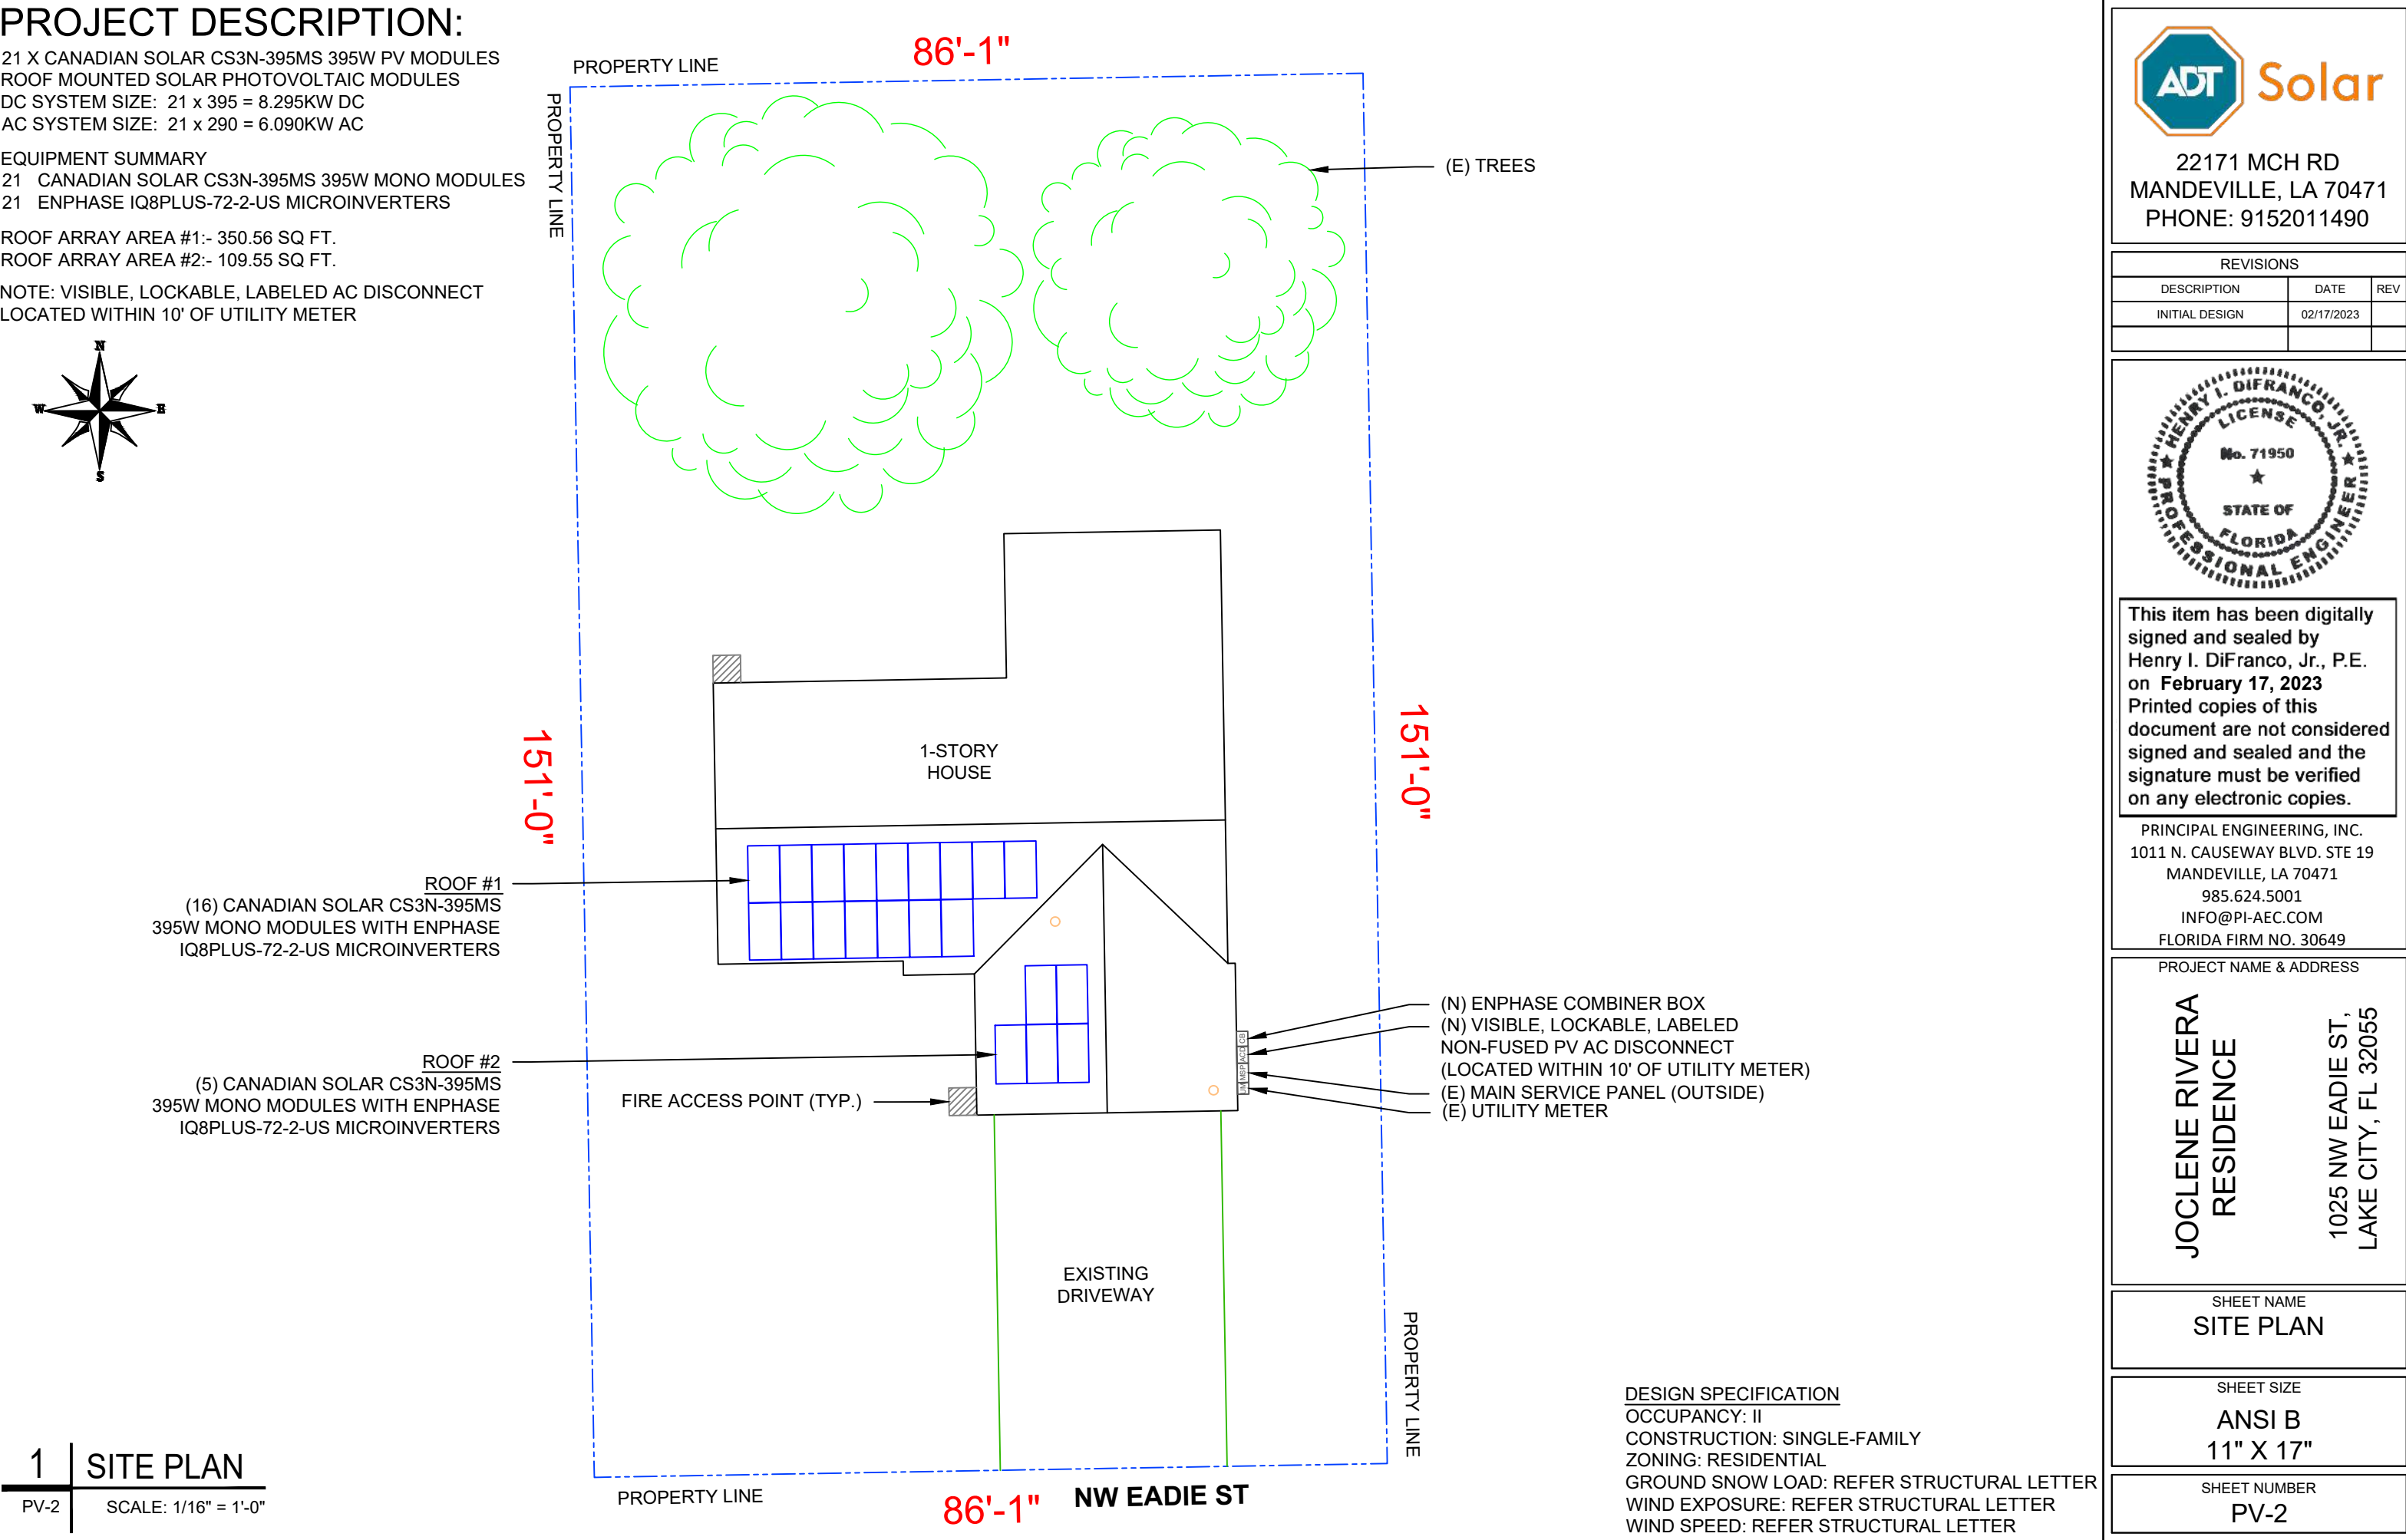 PROJECT DESCRIPTION:
21 X CANADIAN SOLAR CS3N-395MS 395W PV MODULES
ROOF MOUNTED SOLAR PHOTOVOLTAIC MODULES
DC SYSTEM SIZE: 21 x 395 = 8.295KW DC
AC SYSTEM SIZE: 21 x 290 = 6.090KW AC
EQUIPMENT SUMMARY
21 CANADIAN SOLAR CS3N-395MS 395W MONO MODULES
21 ENPHASE IQ8PLUS-72-2-US MICROINVERTERS
ROOF ARRAY AREA #1:- 350.56 SQ FT.
ROOF ARRAY AREA #2:- 109.55 SQ FT.
NOTE: VISIBLE, LOCKABLE, LABELED AC DISCONNECT
LOCATED WITHIN 10' OF UTILITY METER
N
W
E
S
PROPERTY LINE
86'-1"
PROPERTY LINE
(E) TREES
151'-0"
151'-0"
1-STORY
HOUSE
ROOF #1
(16) CANADIAN SOLAR CS3N-395MS
395W MONO MODULES WITH ENPHASE
IQ8PLUS-72-2-US MICROINVERTERS
ROOF #2
(5) CANADIAN SOLAR CS3N-395MS
395W MONO MODULES WITH ENPHASE
IQ8PLUS-72-2-US MICROINVERTERS
FIRE ACCESS POINT (TYP.)
CB
ACD
MSP
UM
(N) ENPHASE COMBINER BOX
(N) VISIBLE, LOCKABLE, LABELED
NON-FUSED PV AC DISCONNECT
(LOCATED WITHIN 10' OF UTILITY METER)
(E) MAIN SERVICE PANEL (OUTSIDE)
(E) UTILITY METER
EXISTING
DRIVEWAY
PROPERTY LINE
PROPERTY LINE
86'-1"
NW EADIE ST
1
SITE PLAN
PV-2
SCALE: 1/16" = 1'-0"
DESIGN SPECIFICATION
OCCUPANCY: II
CONSTRUCTION: SINGLE-FAMILY
ZONING: RESIDENTIAL
GROUND SNOW LOAD: REFER STRUCTURAL LETTER
WIND EXPOSURE: REFER STRUCTURAL LETTER
WIND SPEED: REFER STRUCTURAL LETTER
ADT Solar
22171 MCH RD
MANDEVILLE, LA 70471
PHONE: 9152011490
REVISIONS
DESCRIPTION DATE REV
INITIAL DESIGN 02/17/2023
HENRY I. DIFRANCO, JR.
LICENSE
No. 71950
STATE OF
FLORIDA
PROFESSIONAL ENGINEER
This item has been digitally
signed and sealed by
Henry I. DiFranco, Jr., P.E.
on February 17, 2023
Printed copies of this
document are not considered
signed and sealed and the
signature must be verified
on any electronic copies.
PRINCIPAL ENGINEERING, INC.
1011 N. CAUSEWAY BLVD. STE 19
MANDEVILLE, LA 70471
985.624.5001
INFO@PI-AEC.COM
FLORIDA FIRM NO. 30649
PROJECT NAME & ADDRESS
JOCLENE RIVERA
RESIDENCE
1025 NW EADIE ST,
LAKE CITY, FL 32055
SHEET NAME
SITE PLAN
SHEET SIZE
ANSI B
11" X 17"
SHEET NUMBER
PV-2